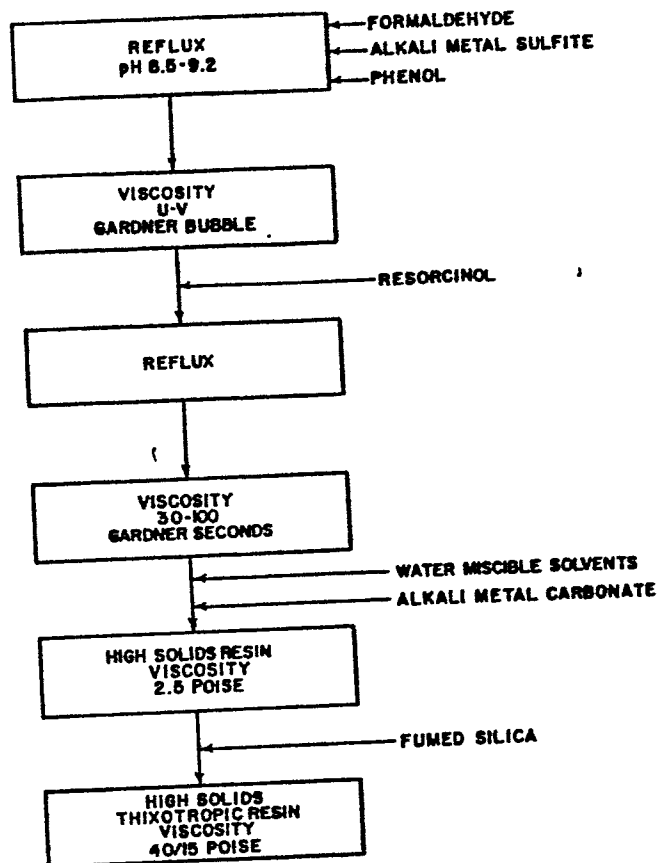 REFLUX
pH 8.5-9.2
FORMALDEHYDE
ALKALI METAL SULFITE
PHENOL
VISCOSITY
U-V
GARDNER BUBBLE
RESORCINOL
REFLUX
VISCOSITY
30-100
GARDNER SECONDS
WATER MISCIBLE SOLVENTS
ALKALI METAL CARBONATE
HIGH SOLIDS RESIN
VISCOSITY
2.5 POISE
FUMED SILICA
HIGH SOLIDS
THIXOTROPIC RESIN
VISCOSITY
40/15 POISE